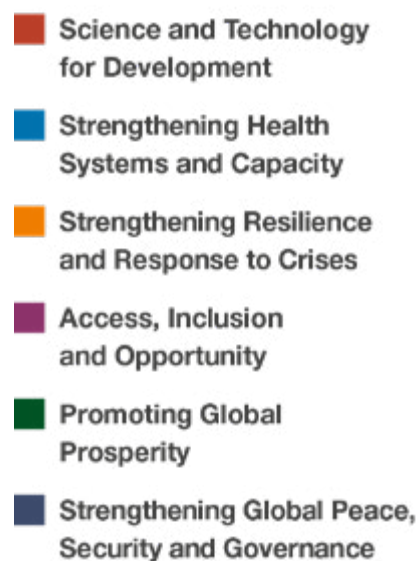 Science and Technology
for Development
Strengthening Health
Systems and Capacity
Strengthening Resilience
and Response to Crises
Access, Inclusion
and Opportunity
Promoting Global
Prosperity
Strengthening Global Peace,
Security and Governance